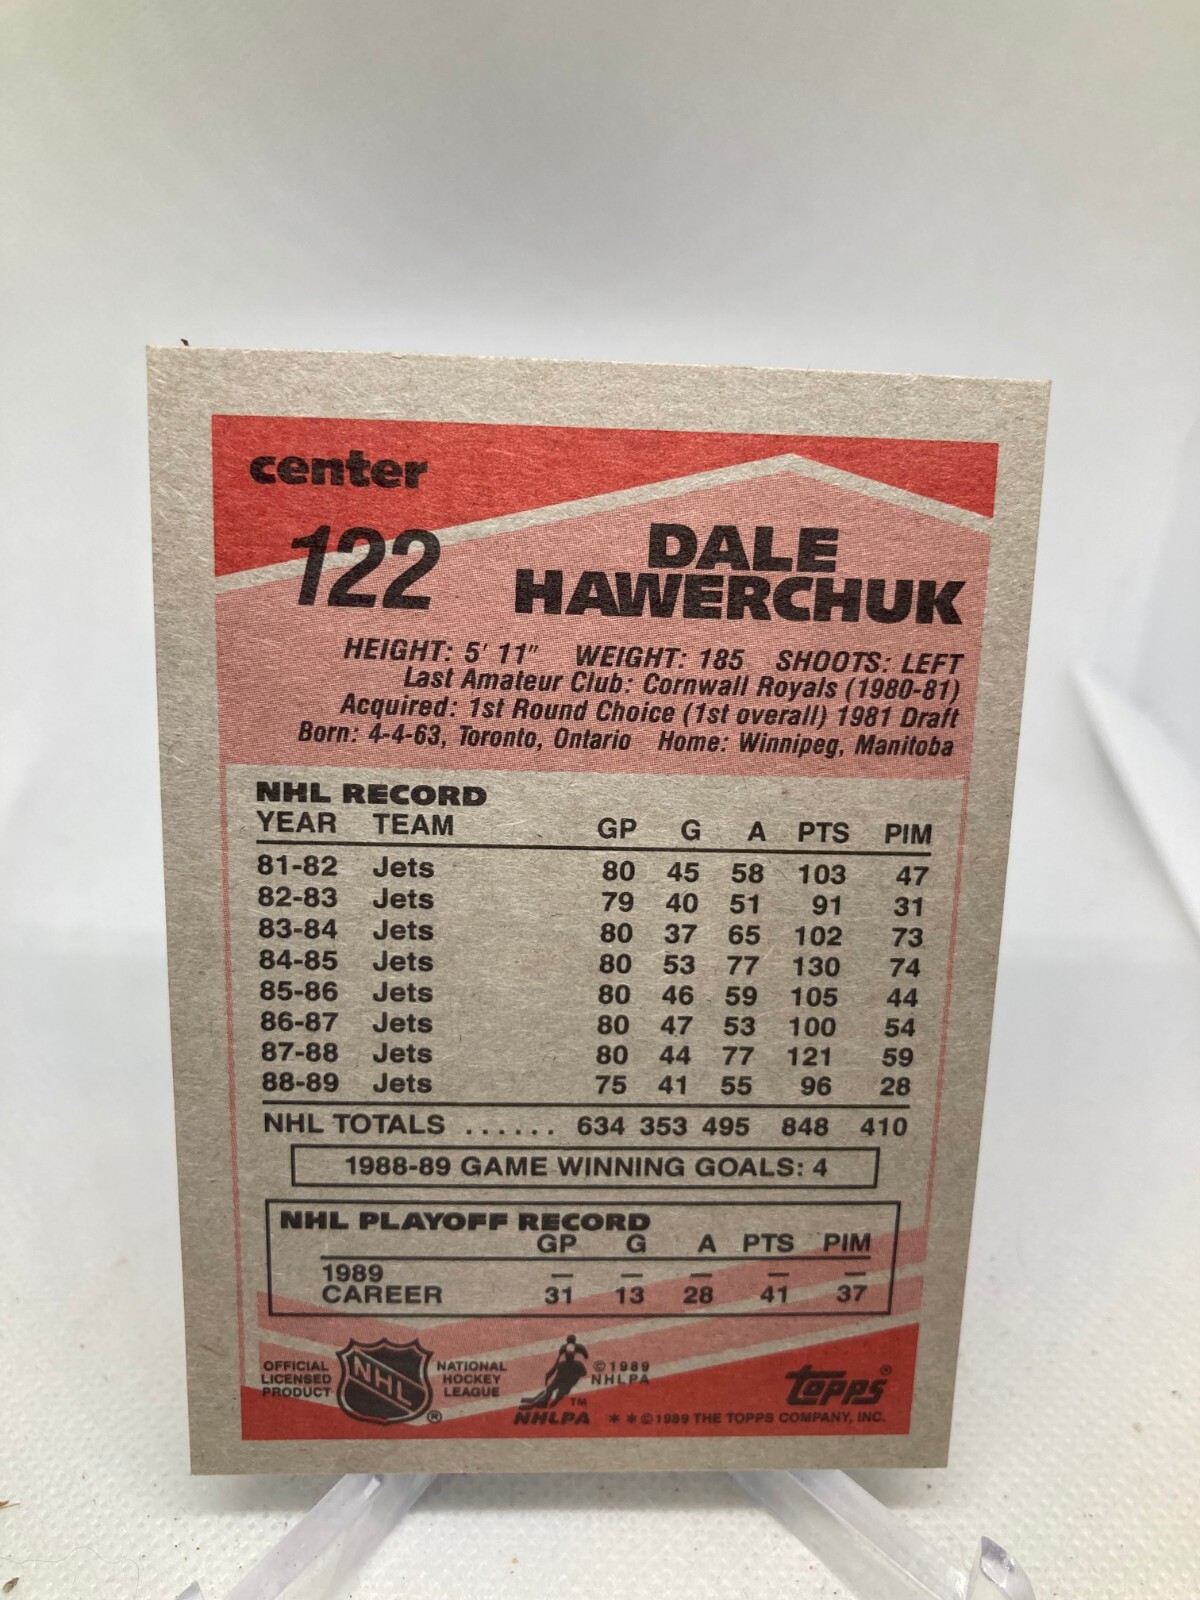 center
122
DALE
HAWERCHUK
HEIGHT: 5' 11" WEIGHT: 185 SHOOTS: LEFT
Last Amateur Club: Cornwall Royals (1980-81)
Acquired: 1st Round Choice (1st overall) 1981 Draft
Born: 4-4-63, Toronto, Ontario Home: Winnipeg, Manitoba
NHL RECORD
YEAR TEAM GP G A PTS PIM
81-82 Jets 80 45 58 103 47
82-83 Jets 79 40 51 91 31
83-84 Jets 80 37 65 102 73
84-85 Jets 80 53 77 130 74
85-86 Jets 80 46 59 105 44
86-87 Jets 80 47 53 100 54
87-88 Jets 80 44 77 121 59
88-89 Jets 75 41 55 96 28
NHL TOTALS ...... 634 353 495 848 410
1988-89 GAME WINNING GOALS: 4
NHL PLAYOFF RECORD
GP G A PTS PIM
1989 — — — — —
CAREER 31 13 28 41 37
OFFICIAL
LICENSED
PRODUCT
NHL
®
NATIONAL
HOCKEY
LEAGUE
TM
NHLPA
©1989
NHLPA
topps®
* * ©1989 THE TOPPS COMPANY, INC.